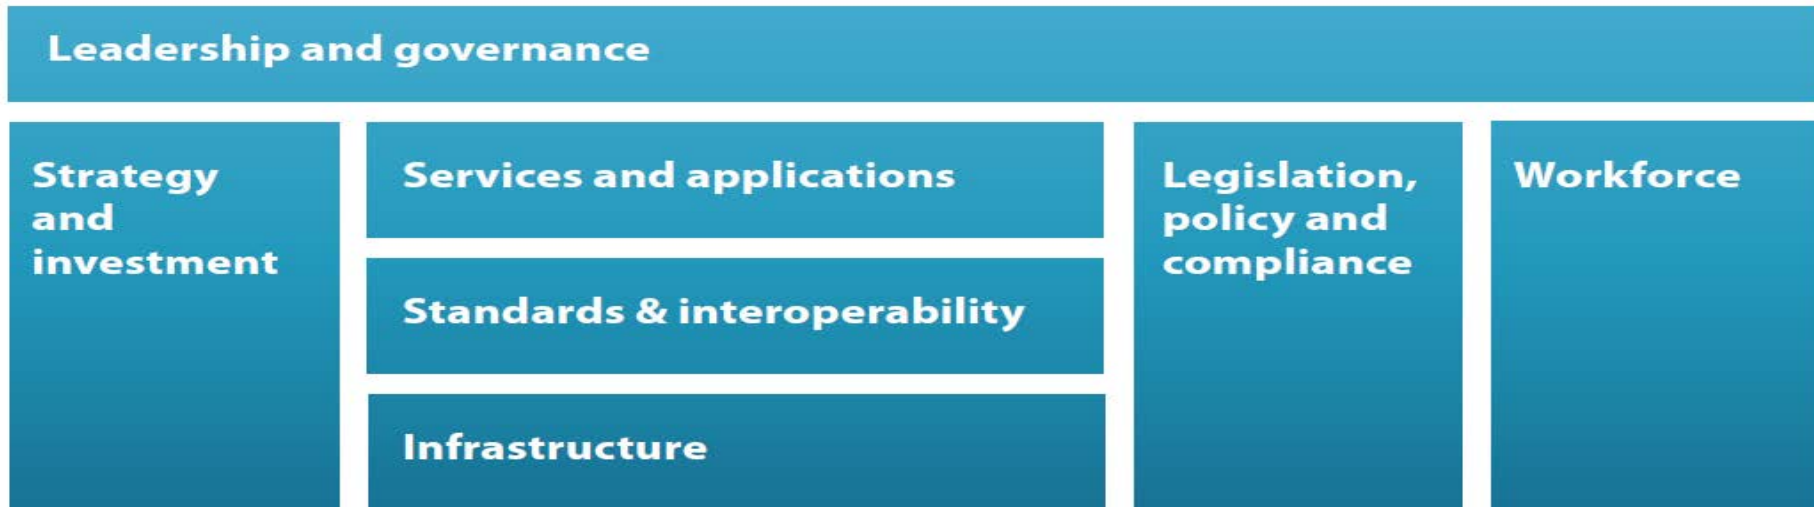 Leadership and governance
Strategy
and
investment
Services and applications
Standards & interoperability
Infrastructure
Legislation,
policy and
compliance
Workforce